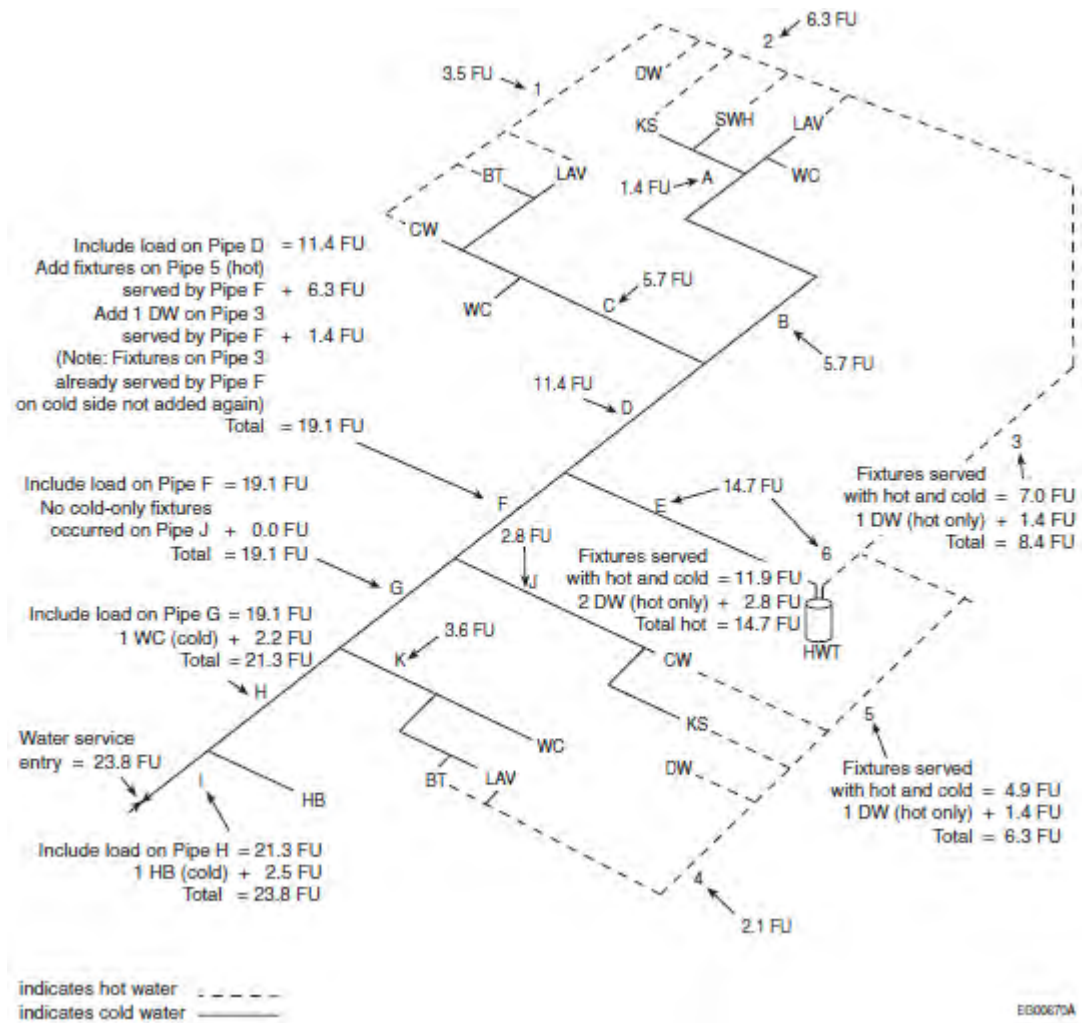 6.3 FU
2
3.5 FU
1
DW
KS
SWH
LAV
WC
BT
LAV
1.4 FU
A
CW
WC
C
5.7 FU
B
5.7 FU
11.4 FU
D
Include load on Pipe D = 11.4 FU
Add fixtures on Pipe 5 (hot)
served by Pipe F + 6.3 FU
Add 1 DW on Pipe 3
served by Pipe F + 1.4 FU
(Note: Fixtures on Pipe 3
already served by Pipe F
on cold side not added again)
Total = 19.1 FU
3
Fixtures served
with hot and cold = 7.0 FU
1 DW (hot only) + 1.4 FU
Total = 8.4 FU
14.7 FU
E
6
F
Include load on Pipe F = 19.1 FU
No cold-only fixtures
occurred on Pipe J + 0.0 FU
Total = 19.1 FU
2.8 FU
J
Fixtures served
with hot and cold = 11.9 FU
2 DW (hot only) + 2.8 FU
Total hot = 14.7 FU
HWT
G
Include load on Pipe G = 19.1 FU
1 WC (cold) + 2.2 FU
Total = 21.3 FU
3.6 FU
K
CW
KS
DW
H
WC
BT
LAV
5
Fixtures served
with hot and cold = 4.9 FU
1 DW (hot only) + 1.4 FU
Total = 6.3 FU
Water service
entry = 23.8 FU
I
HB
Include load on Pipe H = 21.3 FU
1 HB (cold) + 2.5 FU
Total = 23.8 FU
4
2.1 FU
indicates hot water
indicates cold water
EG00670A